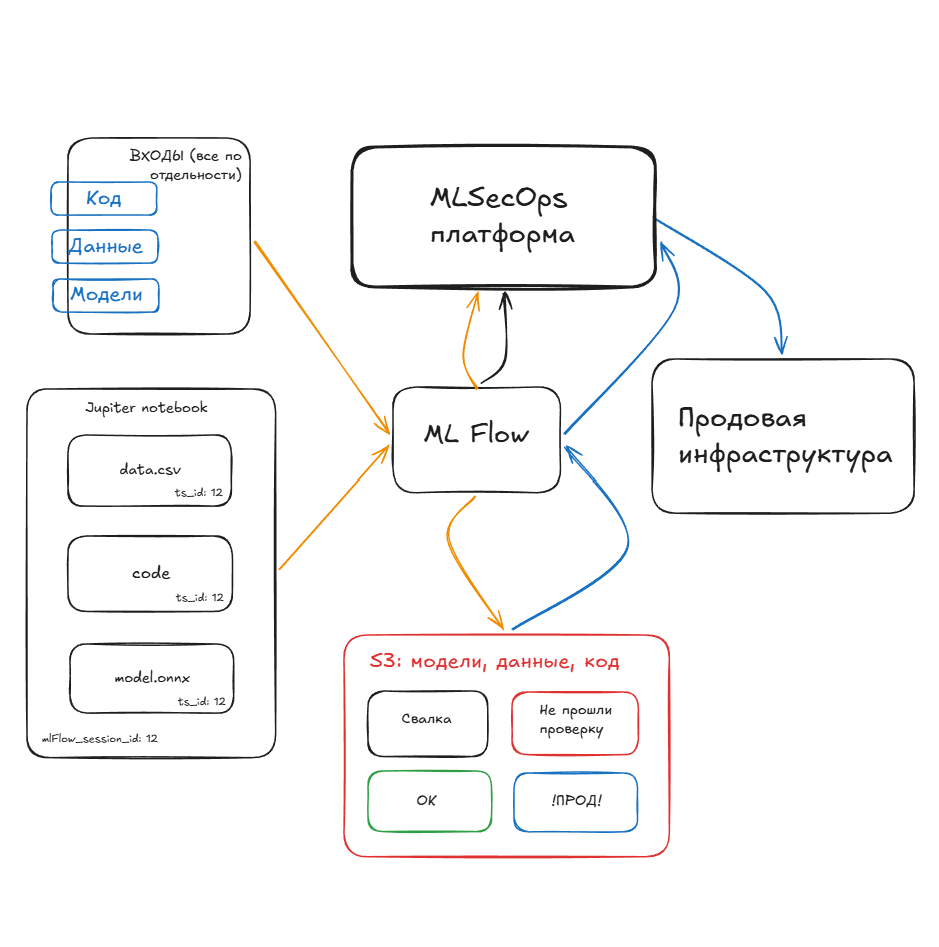 ВХОДЫ (все по
отдельности)
Код
Данные
Модели
MLSecOps
платформа
Jupiter notebook
data.csv
ts_id: 12
code
ts_id: 12
model.onnx
ts_id: 12
mlFlow_session_id: 12
ML Flow
Продовая
инфраструктура
S3: модели, данные, код
Свалка
Не прошли
проверку
ОК
!ПРОД!